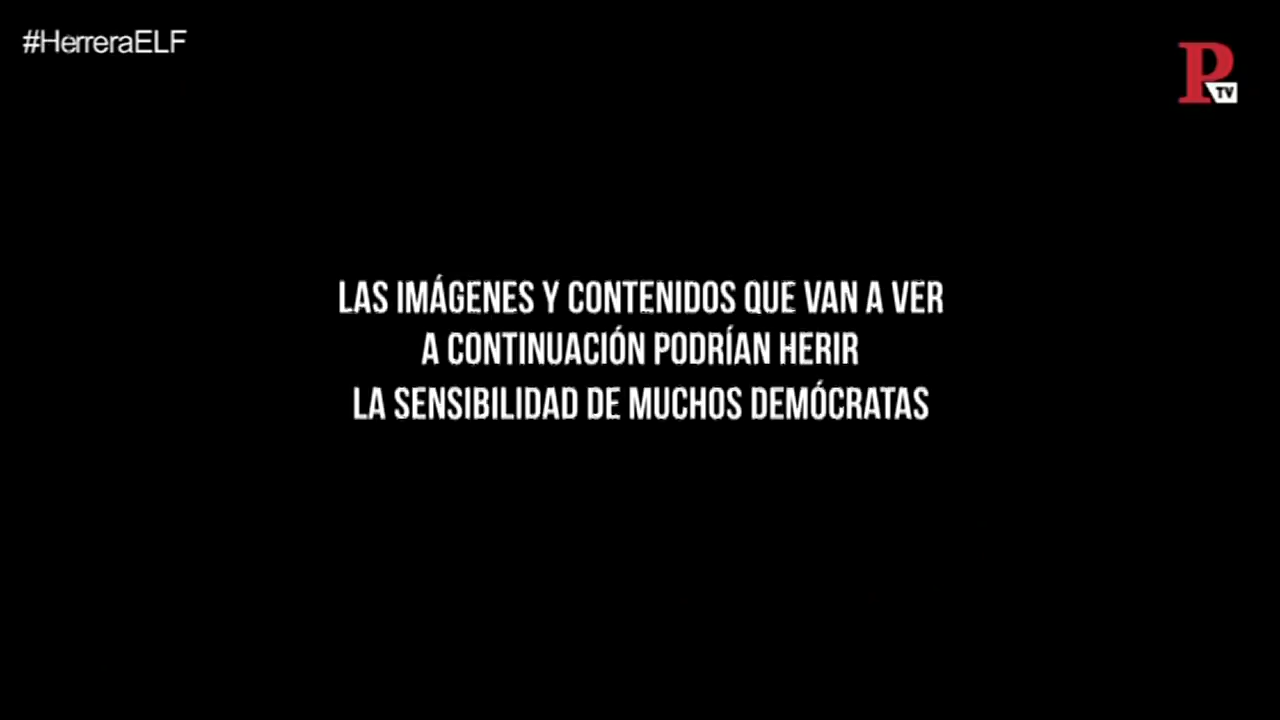 #HerreraELF
P
TV
LAS IMÁGENES Y CONTENIDOS QUE VAN A VER
A CONTINUACIÓN PODRÍAN HERIR
LA SENSIBILIDAD DE MUCHOS DEMÓCRATAS